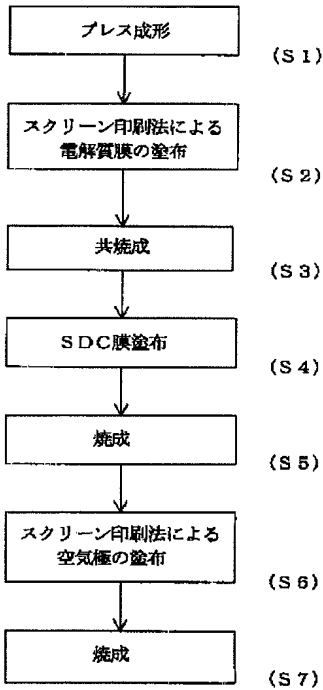 プレス成形
(S1)
スクリーン印刷法による
電解質膜の塗布
(S2)
共焼成
(S3)
SDC膜塗布
(S4)
焼成
(S5)
スクリーン印刷法による
空気極の塗布
(S6)
焼成
(S7)